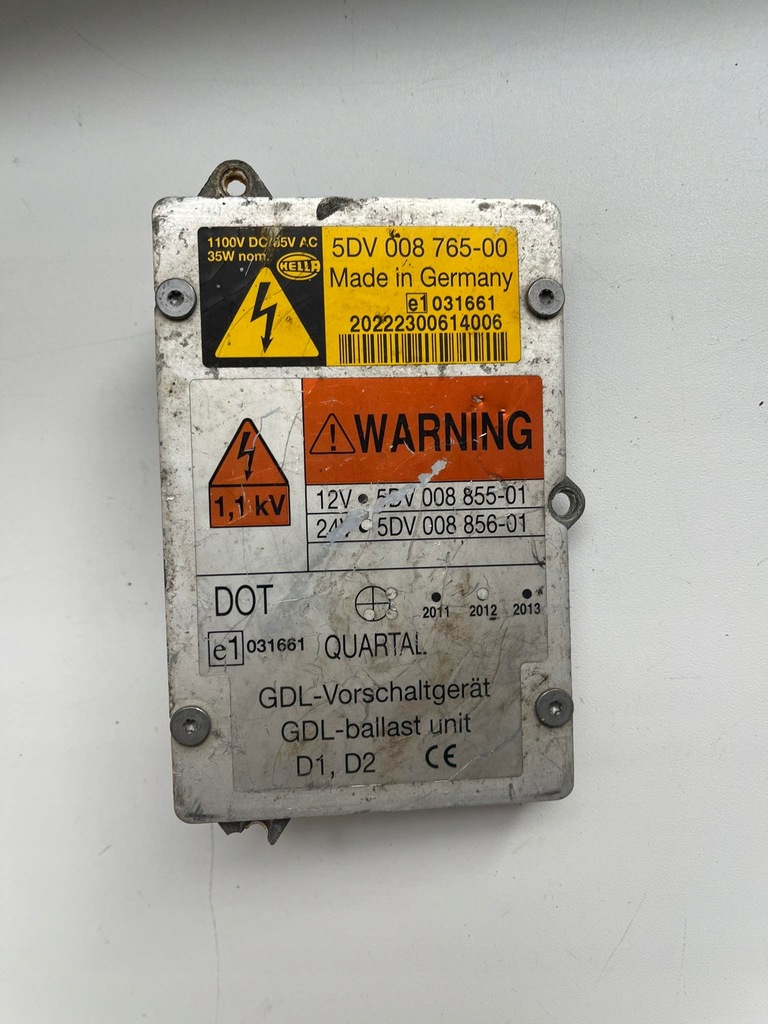 1100V DC/85V AC
35W nom.
HELLA
5DV 008 765-00
Made in Germany
e1 031661
20222300614006
1,1 kV
WARNING
12V 5DV 008 855-01
24V 5DV 008 856-01
DOT
2011 2012 2013
e1 031661 QUARTAL
GDL-Vorschaltgerät
GDL-ballast unit
D1, D2 CE